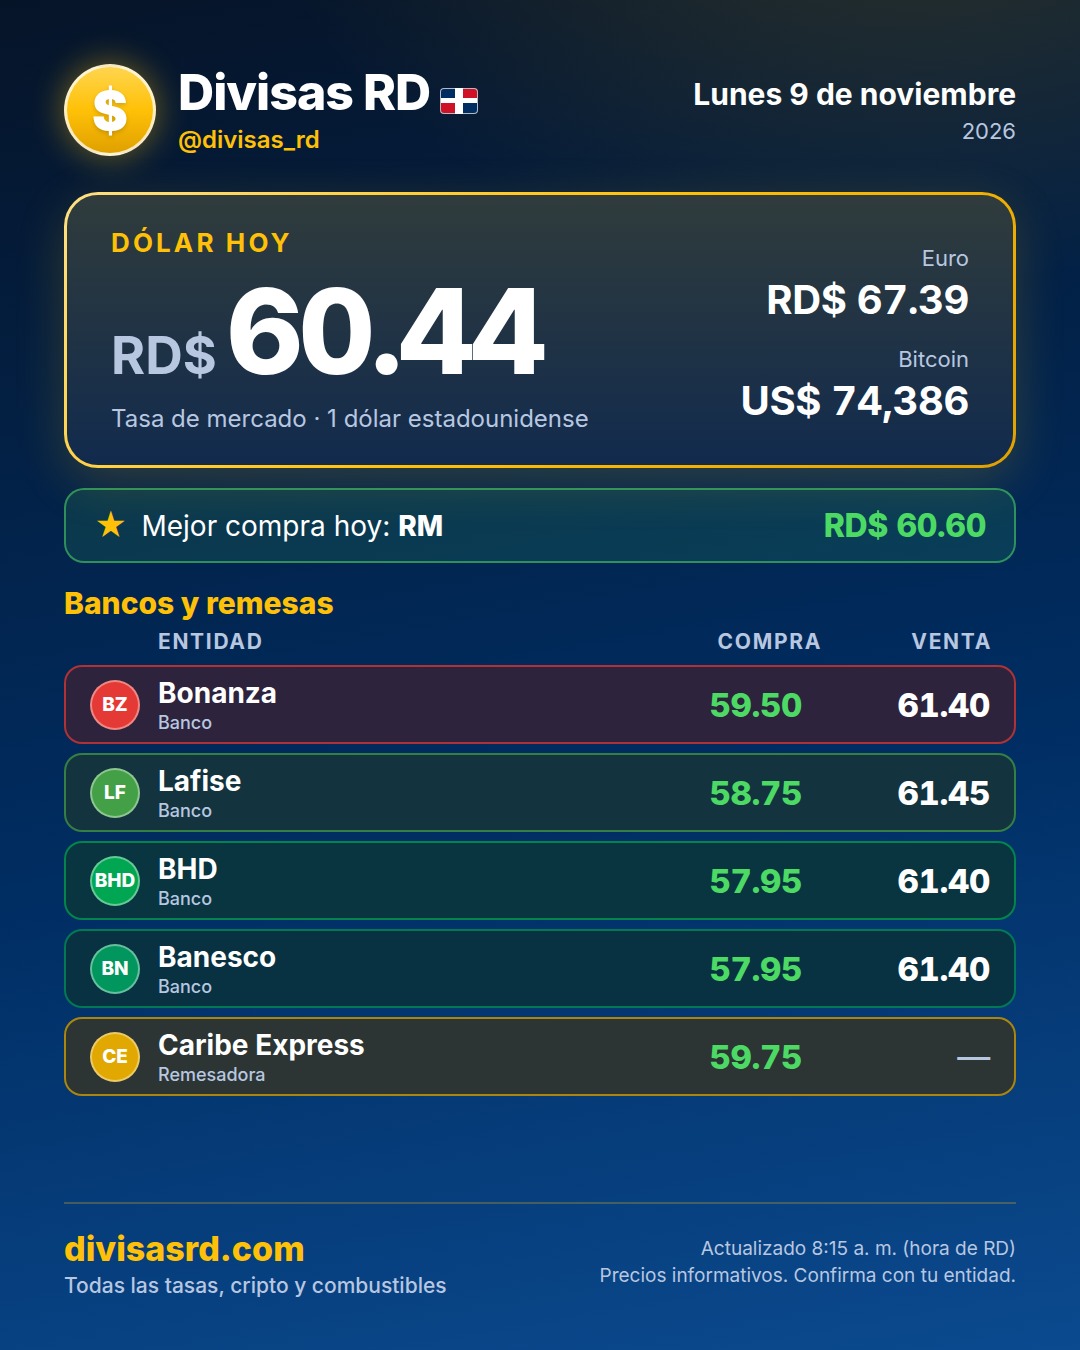 $
Divisas RD
@divisas_rd
Lunes 9 de noviembre
2026
DÓLAR HOY
RD$ 60.44
Tasa de mercado · 1 dólar estadounidense
Euro
RD$ 67.39
Bitcoin
US$ 74,386
★ Mejor compra hoy: RM RD$ 60.60
Bancos y remesas
ENTIDAD COMPRA VENTA
BZ Bonanza 59.50 61.40
Banco
LF Lafise 58.75 61.45
Banco
BHD BHD 57.95 61.40
Banco
BN Banesco 57.95 61.40
Banco
CE Caribe Express 59.75 —
Remesadora
divisasrd.com
Todas las tasas, cripto y combustibles
Actualizado 8:15 a. m. (hora de RD)
Precios informativos. Confirma con tu entidad.